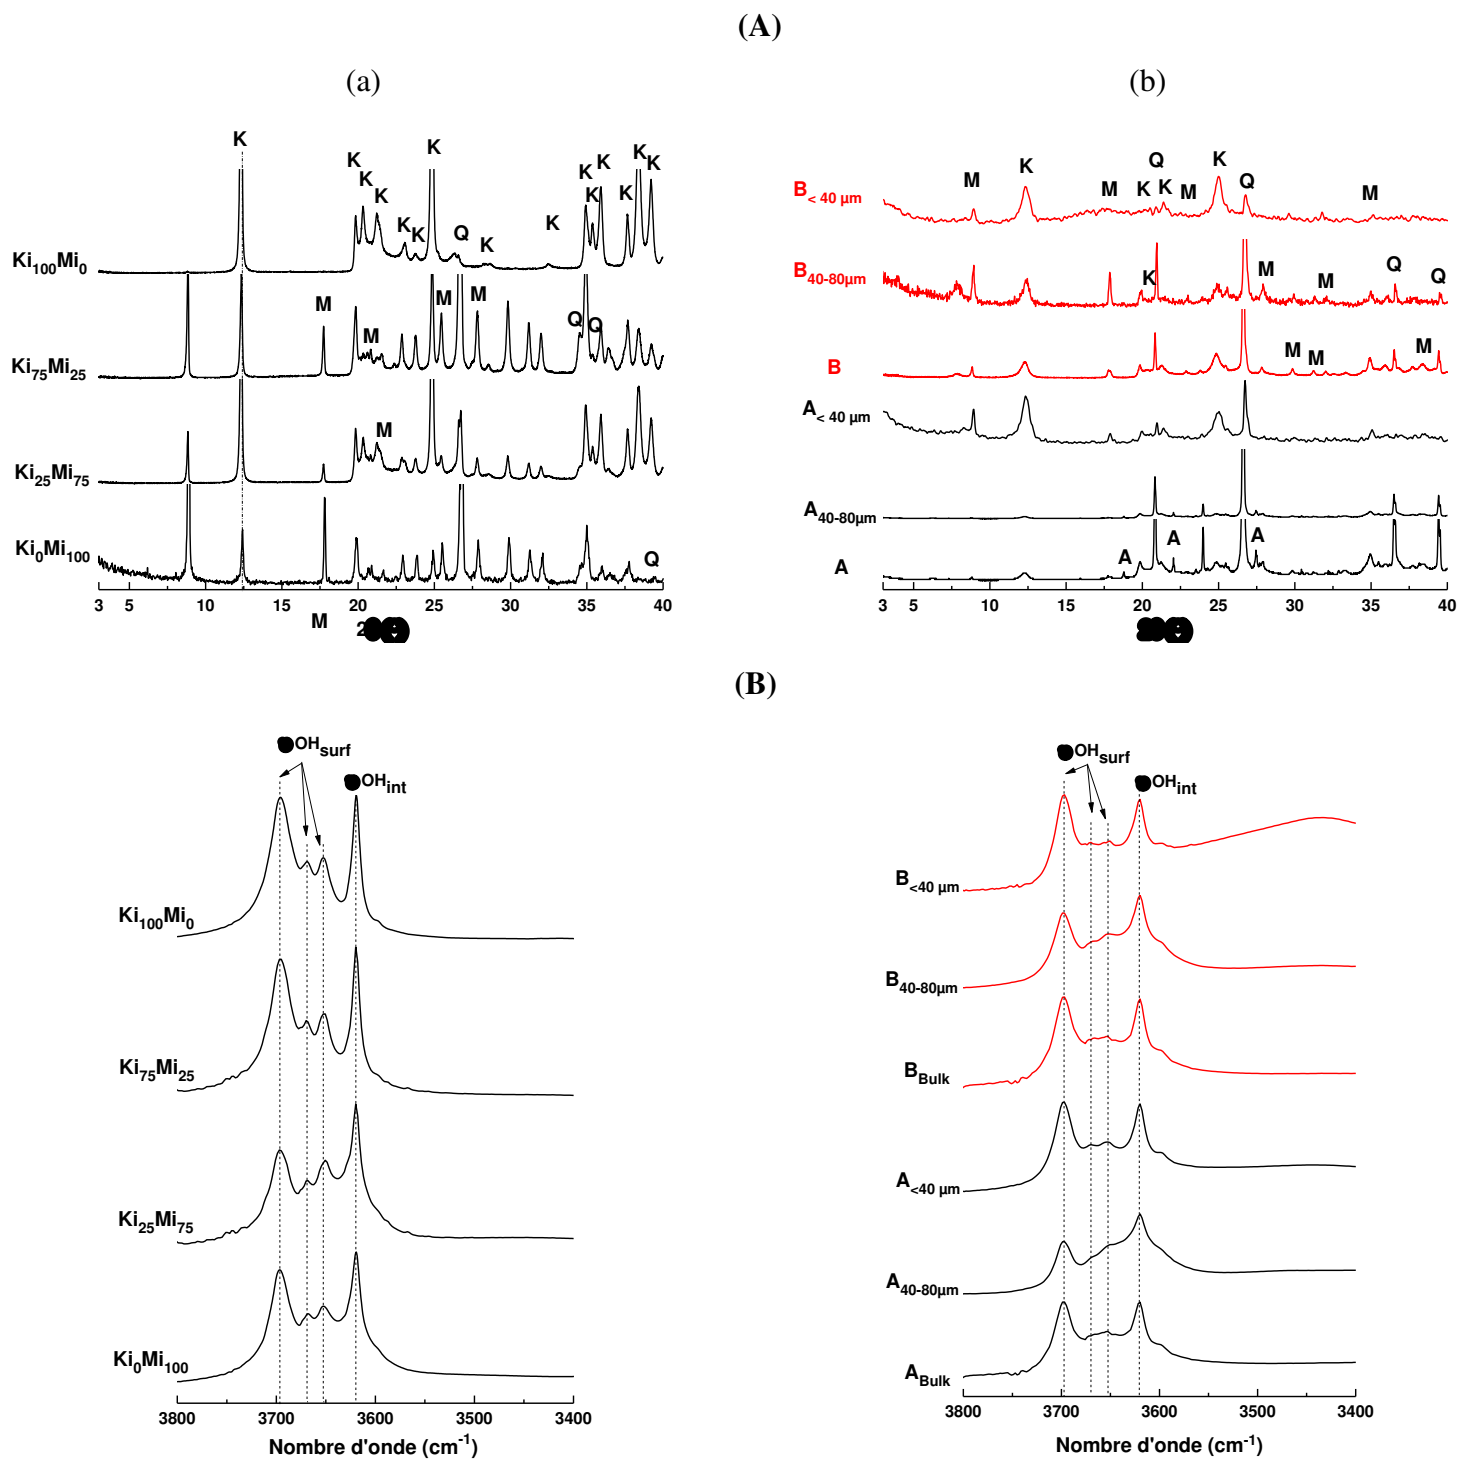 (A)
(a)
K
K K K K K K Q K K K K K K K K
Ki100Mi0
M M M M Q Q
Ki75Mi25
M
Ki25Mi75
Ki0Mi100
Q
3 5 10 15 20 25 30 35 40
M
2
(b)
M K M K Q K M K Q M
B< 40 µm
K M M Q Q
B40-80µm
M M M
B
A< 40 µm
A40-80µm
A A A
A
3 5 10 15 20 25 30 35 40
(B)
OHsurf
OHint
Ki100Mi0
Ki75Mi25
Ki25Mi75
Ki0Mi100
3800 3700 3600 3500 3400
Nombre d'onde (cm-1)
OHsurf
OHint
B<40 µm
B40-80µm
BBulk
A<40 µm
A40-80µm
ABulk
3800 3700 3600 3500 3400
Nombre d'onde (cm-1)